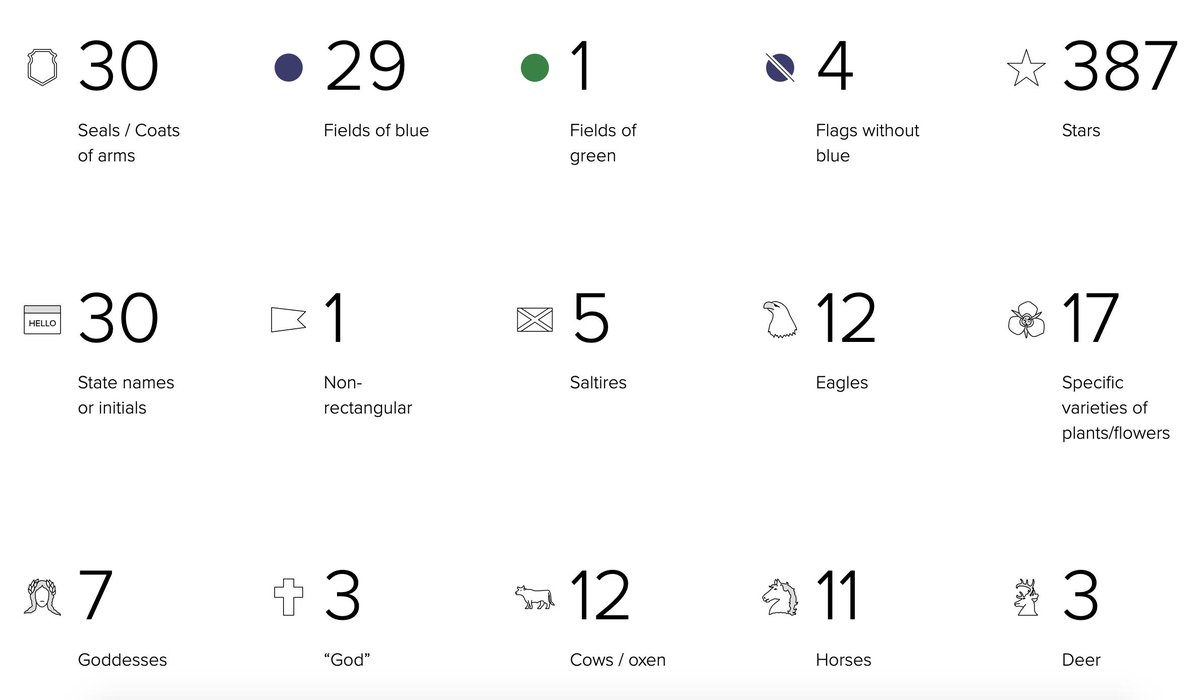 30
Seals / Coats
of arms
29
Fields of blue
1
Fields of
green
4
Flags without
blue
387
Stars
HELLO
30
State names
or initials
1
Non-
rectangular
5
Saltires
12
Eagles
17
Specific
varieties of
plants/flowers
7
Goddesses
3
“God”
12
Cows / oxen
11
Horses
3
Deer